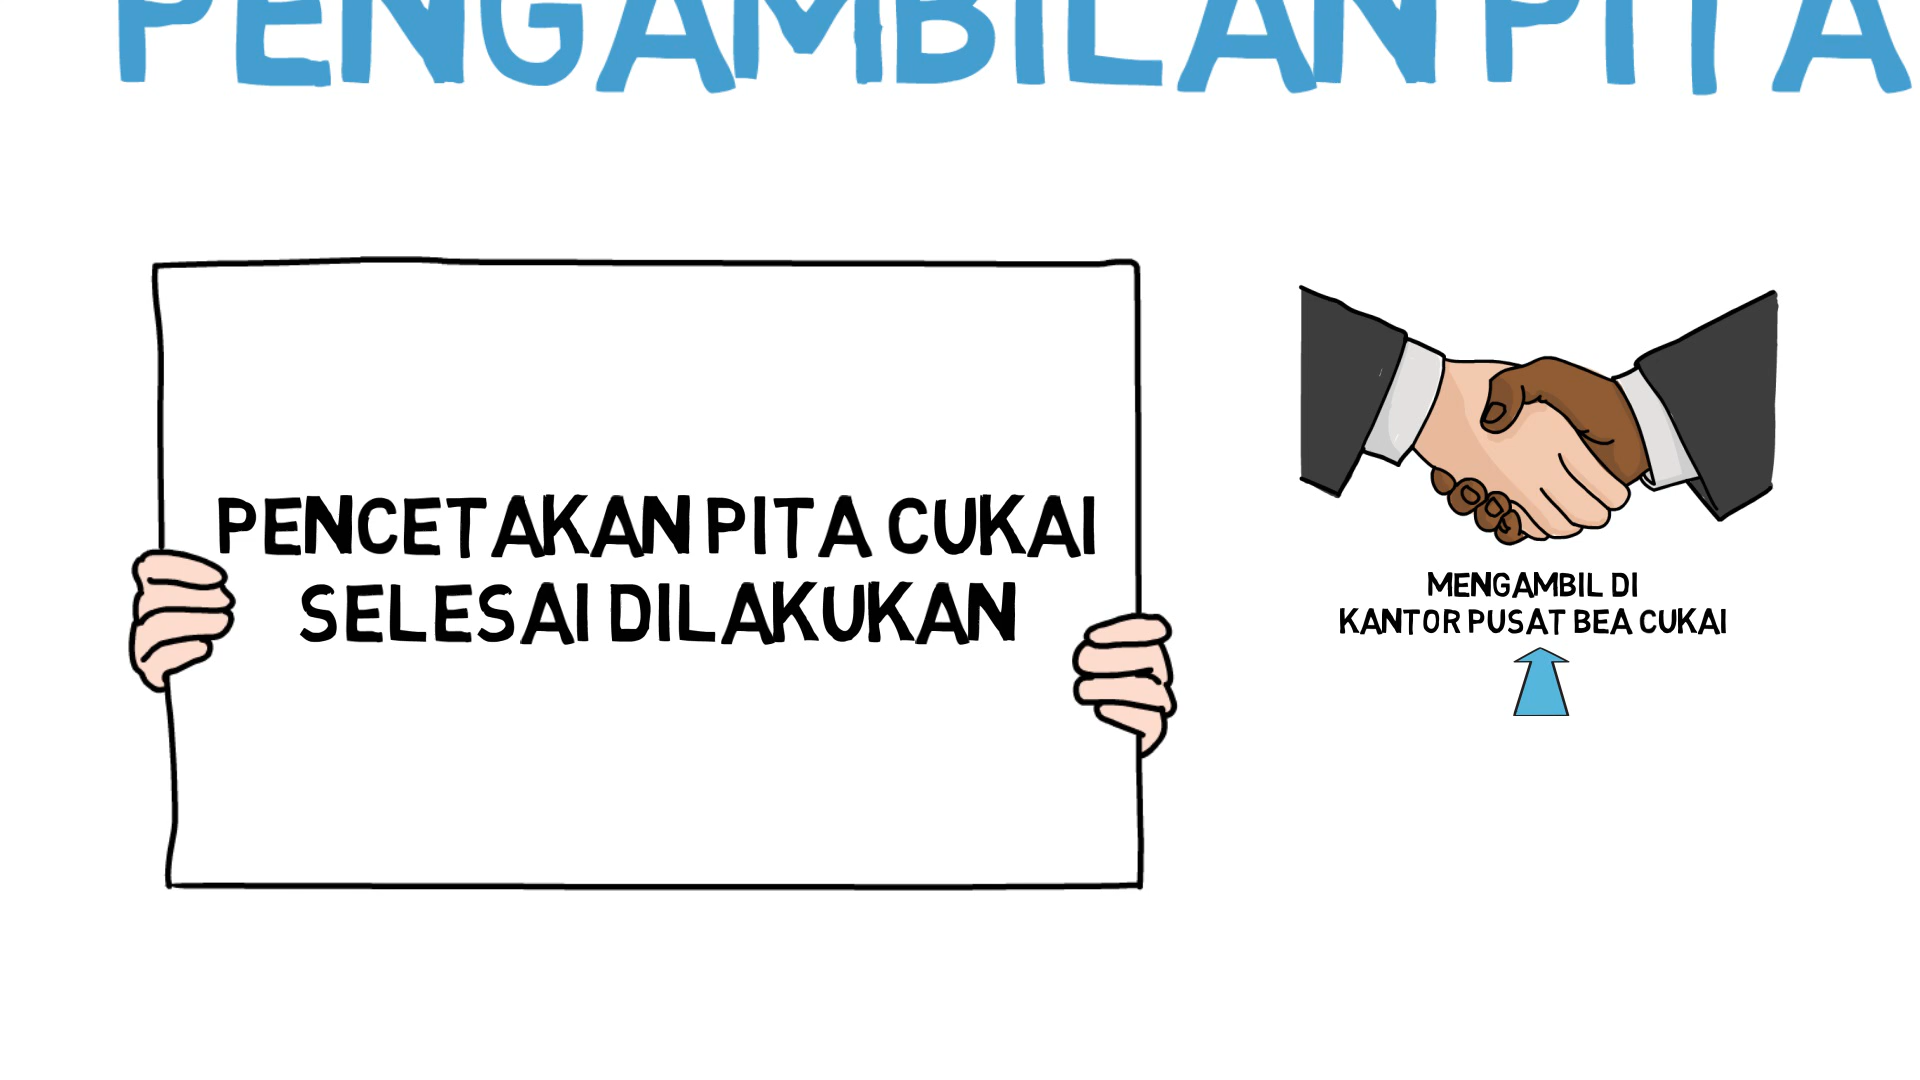 PENGAMBILAN PITA
PENCETAKAN PITA CUKAI
SELESAI DILAKUKAN
MENGAMBIL DI
KANTOR PUSAT BEA CUKAI